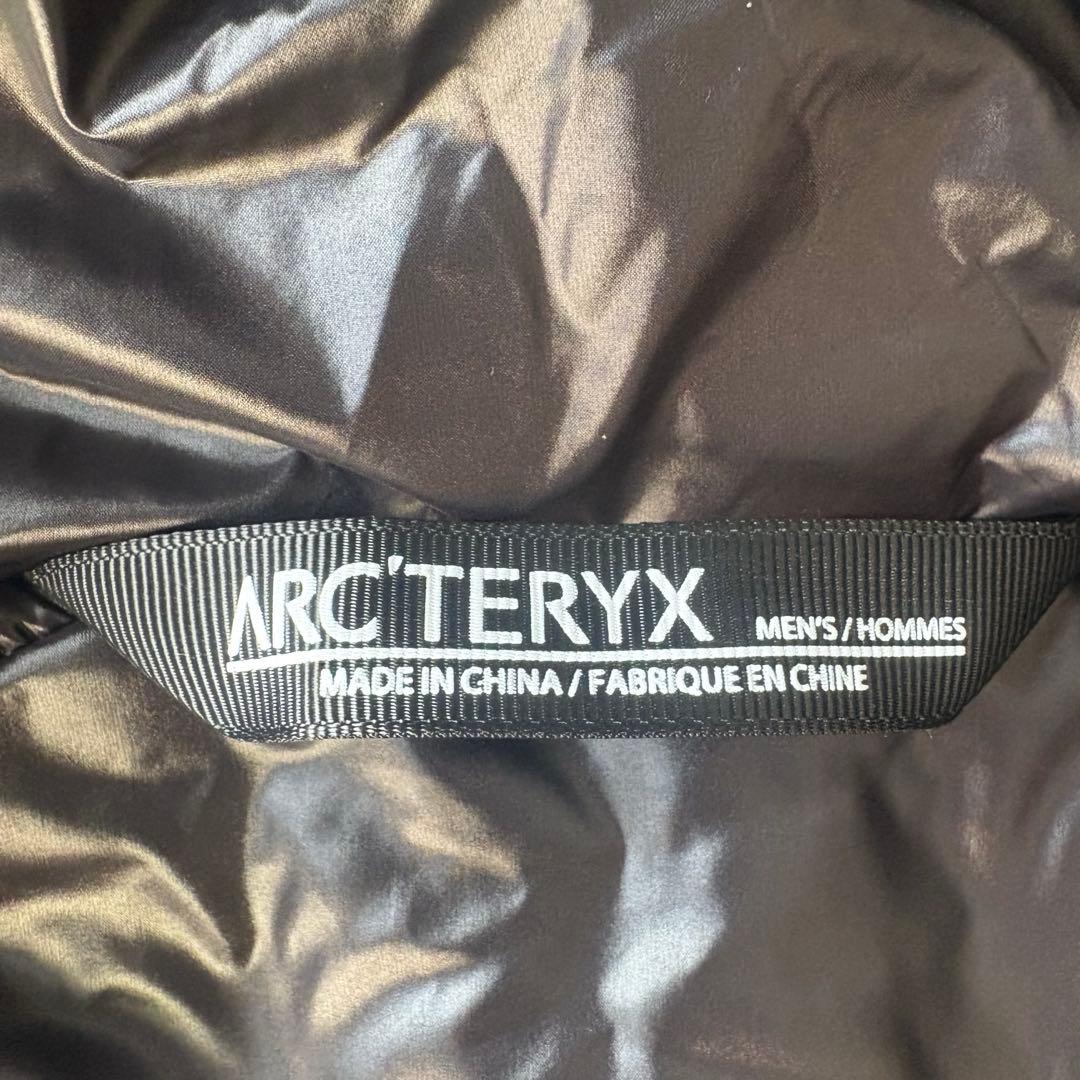 ARC'TERYX MEN'S / HOMMES
MADE IN CHINA / FABRIQUE EN CHINE